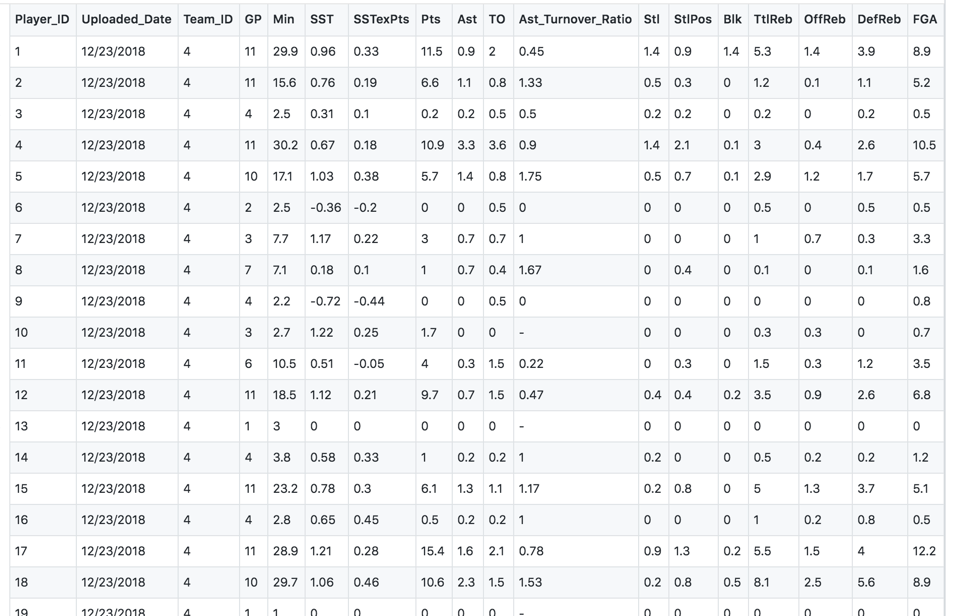 Player_ID Uploaded_Date Team_ID GP Min SST SSTexPts Pts Ast TO Ast_Turnover_Ratio Stl StlPos Blk TtlReb OffReb DefReb FGA
1 12/23/2018 4 11 29.9 0.96 0.33 11.5 0.9 2 0.45 1.4 0.9 1.4 5.3 1.4 3.9 8.9
2 12/23/2018 4 11 15.6 0.76 0.19 6.6 1.1 0.8 1.33 0.5 0.3 0 1.2 0.1 1.1 5.2
3 12/23/2018 4 4 2.5 0.31 0.1 0.2 0.2 0.5 0.5 0.2 0.2 0 0.2 0 0.2 0.5
4 12/23/2018 4 11 30.2 0.67 0.18 10.9 3.3 3.6 0.9 1.4 2.1 0.1 3 0.4 2.6 10.5
5 12/23/2018 4 10 17.1 1.03 0.38 5.7 1.4 0.8 1.75 0.5 0.7 0.1 2.9 1.2 1.7 5.7
6 12/23/2018 4 2 2.5 -0.36 -0.2 0 0 0.5 0 0 0 0 0.5 0 0.5 0.5
7 12/23/2018 4 3 7.7 1.17 0.22 3 0.7 0.7 1 0 0 0 1 0.7 0.3 3.3
8 12/23/2018 4 7 7.1 0.18 0.1 1 0.7 0.4 1.67 0 0.4 0 0.1 0 0.1 1.6
9 12/23/2018 4 4 2.2 -0.72 -0.44 0 0 0.5 0 0 0 0 0 0 0 0.8
10 12/23/2018 4 3 2.7 1.22 0.25 1.7 0 0 - 0 0 0 0.3 0.3 0 0.7
11 12/23/2018 4 6 10.5 0.51 -0.05 4 0.3 1.5 0.22 0 0.3 0 1.5 0.3 1.2 3.5
12 12/23/2018 4 11 18.5 1.12 0.21 9.7 0.7 1.5 0.47 0.4 0.4 0.2 3.5 0.9 2.6 6.8
13 12/23/2018 4 1 3 0 0 0 0 0 - 0 0 0 0 0 0 0
14 12/23/2018 4 4 3.8 0.58 0.33 1 0.2 0.2 1 0.2 0 0 0.5 0.2 0.2 1.2
15 12/23/2018 4 11 23.2 0.78 0.3 6.1 1.3 1.1 1.17 0.2 0.8 0 5 1.3 3.7 5.1
16 12/23/2018 4 4 2.8 0.65 0.45 0.5 0.2 0.2 1 0 0 0 1 0.2 0.8 0.5
17 12/23/2018 4 11 28.9 1.21 0.28 15.4 1.6 2.1 0.78 0.9 1.3 0.2 5.5 1.5 4 12.2
18 12/23/2018 4 10 29.7 1.06 0.46 10.6 2.3 1.5 1.53 0.2 0.8 0.5 8.1 2.5 5.6 8.9
19 12/23/2018 4 1 1 0 0 0 0 0 - 0 0 0 0 0 0 0